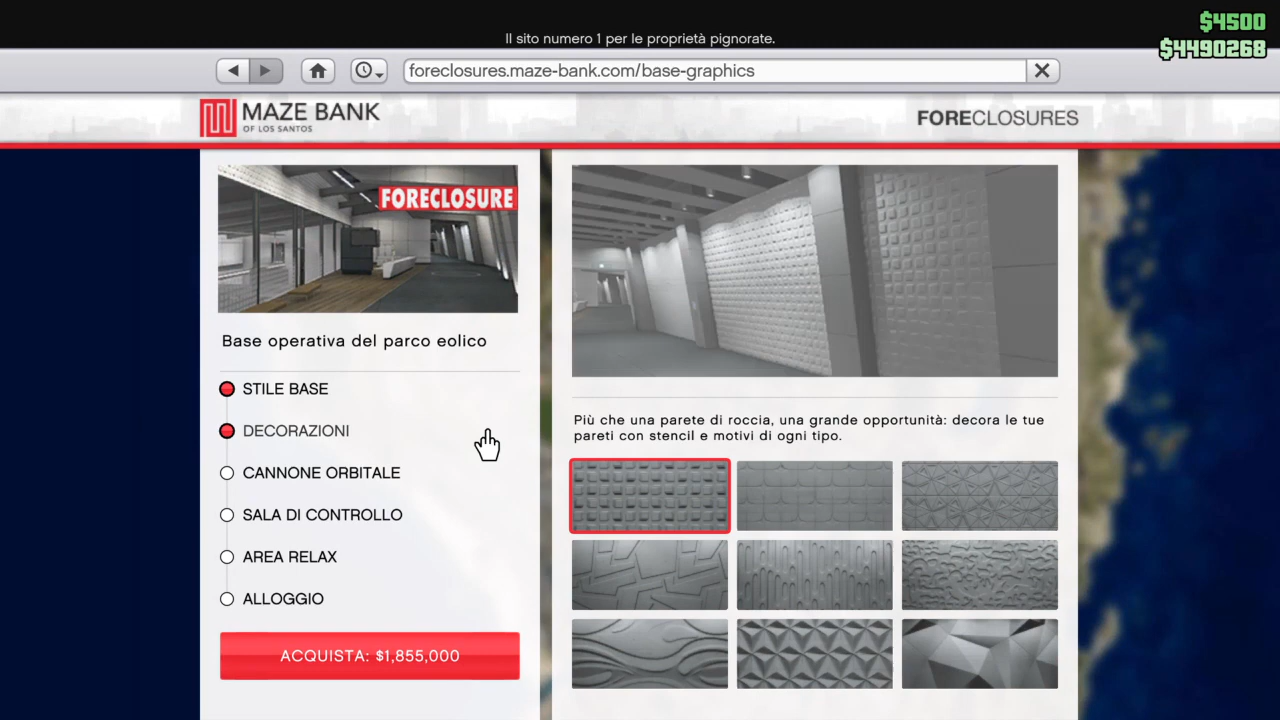 Il sito numero 1 per le proprietà pignorate.
$4500
$4490268
foreclosures.maze-bank.com/base-graphics
MAZE BANK
OF LOS SANTOS
FORECLOSURES
FORECLOSURE
Base operativa del parco eolico
STILE BASE
DECORAZIONI
CANNONE ORBITALE
SALA DI CONTROLLO
AREA RELAX
ALLOGGIO
ACQUISTA: $1,855,000
Più che una parete di roccia, una grande opportunità: decora le tue
pareti con stencil e motivi di ogni tipo.